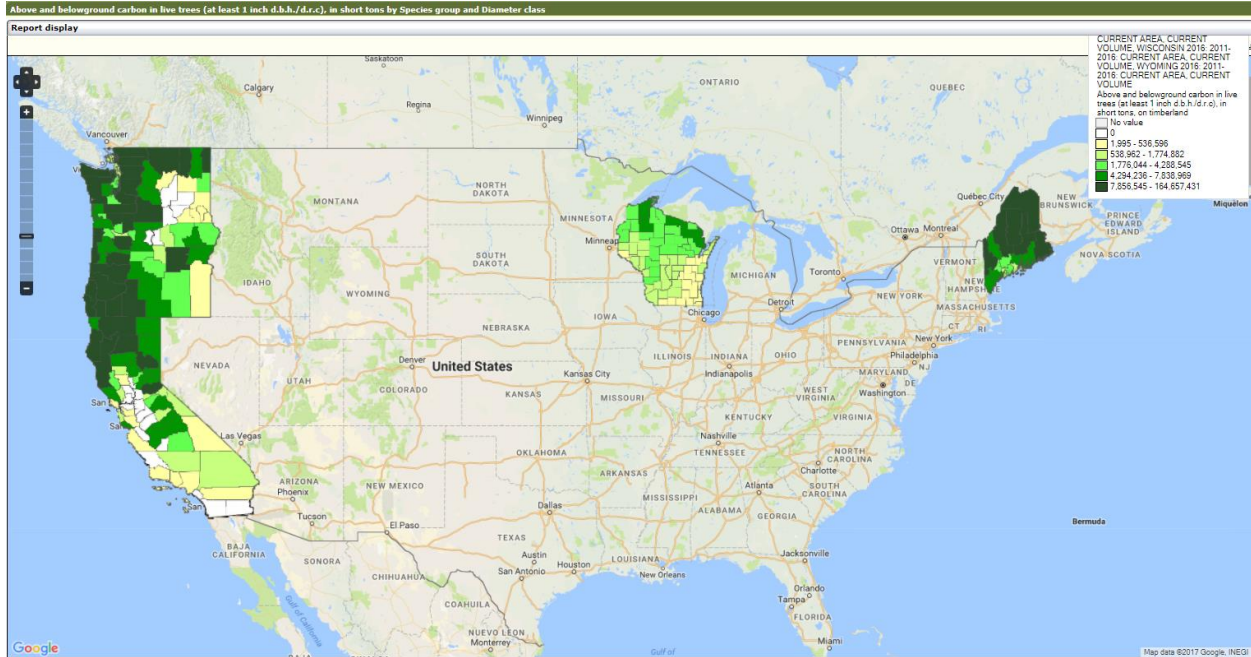 Above and belowground carbon in live trees (at least 1 inch d.b.h./d.r.c), in short tons by Species group and Diameter class
Report display
CURRENT AREA, CURRENT
VOLUME, WISCONSIN 2016: 2011-
2016: CURRENT AREA, CURRENT
VOLUME, WYOMING 2016: 2011-
2016: CURRENT AREA, CURRENT
VOLUME
Above and belowground carbon in live
trees (at least 1 inch d.b.h./d.r.c), in
short tons, on timberland
No value
0
1,995 - 536,596
538,962 - 1,774,882
1,776,044 - 4,288,545
4,294,236 - 7,838,969
7,856,545 - 164,657,431
Saskatoon
Calgary
Regina
Winnipeg
ONTARIO
QUEBEC
Vancouver
Québec City
NEW
BRUNSWICK
PRINCE
EDWARD
ISLAND
Miquelon
NOVA SCOTIA
NORTH
DAKOTA
MONTANA
MINNESOTA
Minneap
Ottawa
Montreal
VERMONT
NEW
HAMPSHIRE
MASSACHUSETTS
CT
RI
SOUTH
DAKOTA
IDAHO
WYOMING
MICHIGAN
Toronto
NEW YORK
Detroit
Chicago
IOWA
NEBRASKA
PENNSYLVANIA
New York
Philadelphia
NJ
MARYLAND
DE
Washington
NEVADA
UTAH
Denver
COLORADO
United States
ILLINOIS
INDIANA
Indianapolis
OHIO
Kansas City
KANSAS
MISSOURI
WEST
VIRGINIA
VIRGINIA
KENTUCKY
San
Sa
Las Vegas
Nashville
TENNESSEE
NORTH
CAROLINA
Charlotte
OKLAHOMA
ARKANSAS
ARIZONA
Phoenix
NEW MEXICO
SOUTH
CAROLINA
Atlanta
MISSISSIPPI
ALABAMA
GEORGIA
San
Tucson
Dallas
El Paso
Bermuda
TEXAS
BAJA
CALIFORNIA
SONORA
Austin
San Antonio
Houston
LOUISIANA
New Orleans
Jacksonville
CHIHUAHUA
COAHUILA
Orlando
Tampa
FLORIDA
Gulf of California
NUEVO LEON
Monterrey
Miami
Gulf of
Google
Map data ©2017 Google, INEGI